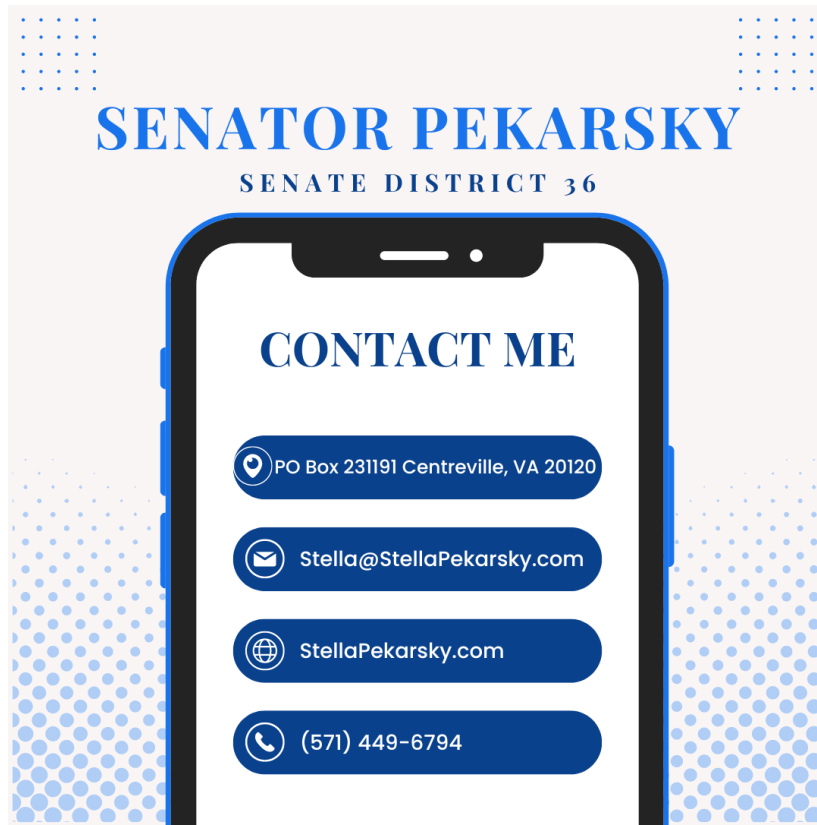 SENATOR PEKARSKY
SENATE DISTRICT 36
CONTACT ME
PO Box 231191 Centreville, VA 20120
Stella@StellaPekarsky.com
StellaPekarsky.com
(571) 449-6794